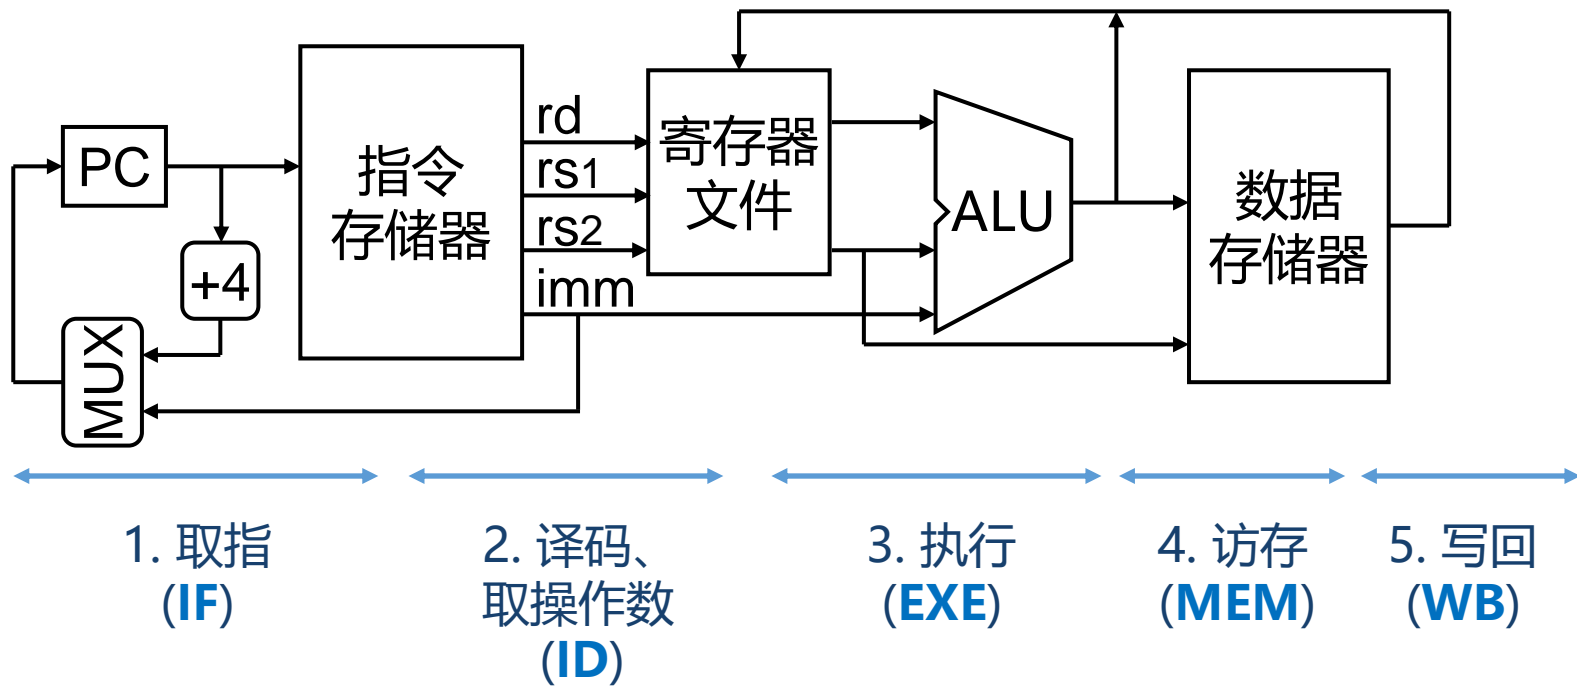 PC
+4
MUX
指令
存储器
rd
rs1
rs2
imm
寄存器
文件
ALU
数据
存储器
1. 取指
(IF)
2. 译码、
取操作数
(ID)
3. 执行
(EXE)
4. 访存
(MEM)
5. 写回
(WB)